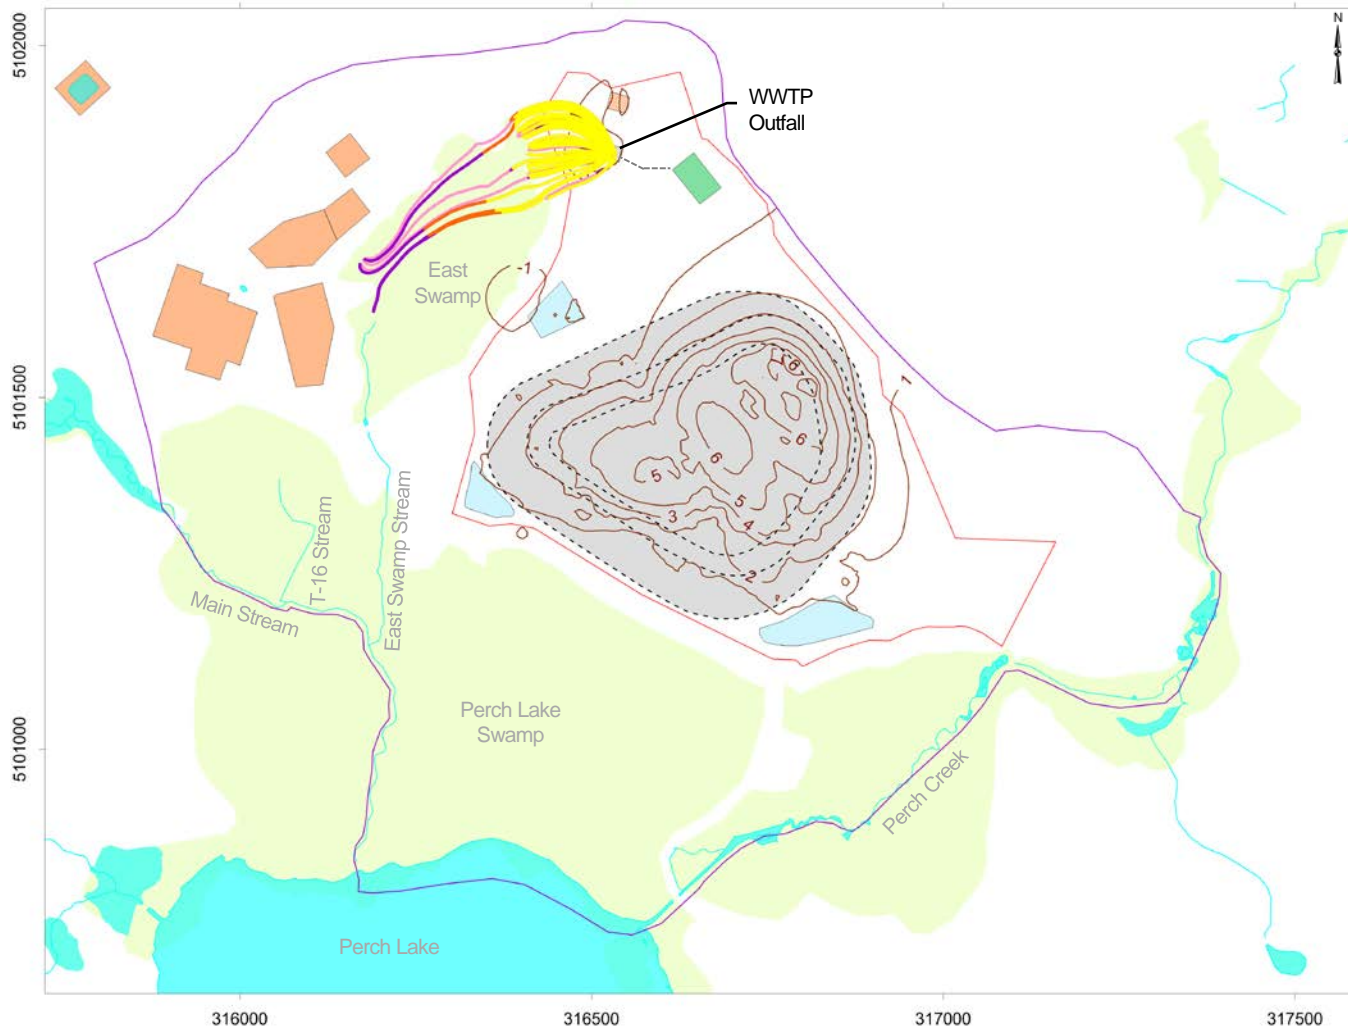 N
5102000
WWTP
Outfall
East
Swamp
-1
5101500
1
6
6
6
5
5
3
4
2
T-16 Stream
East Swamp Stream
Main Stream
Perch Lake
Swamp
5101000
Perch Creek
Perch Lake
316000
316500
317000
317500